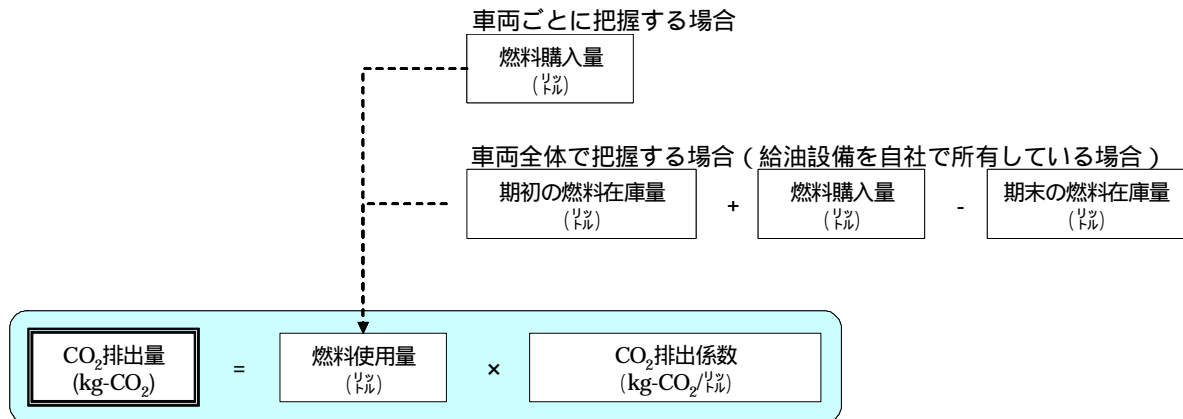 車両ごとに把握する場合
燃料購入量
(リットル)
車両全体で把握する場合(給油設備を自社で所有している場合)
期初の燃料在庫量
(リットル)
+
燃料購入量
(リットル)
-
期末の燃料在庫量
(リットル)
CO₂排出量
(kg-CO₂)
=
燃料使用量
(リットル)
×
CO₂排出係数
(kg-CO₂/リットル)